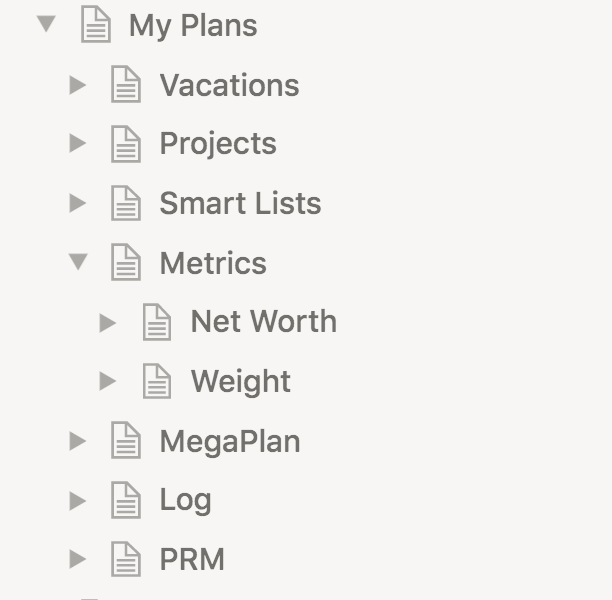 My Plans
Vacations
Projects
Smart Lists
Metrics
Net Worth
Weight
MegaPlan
Log
PRM